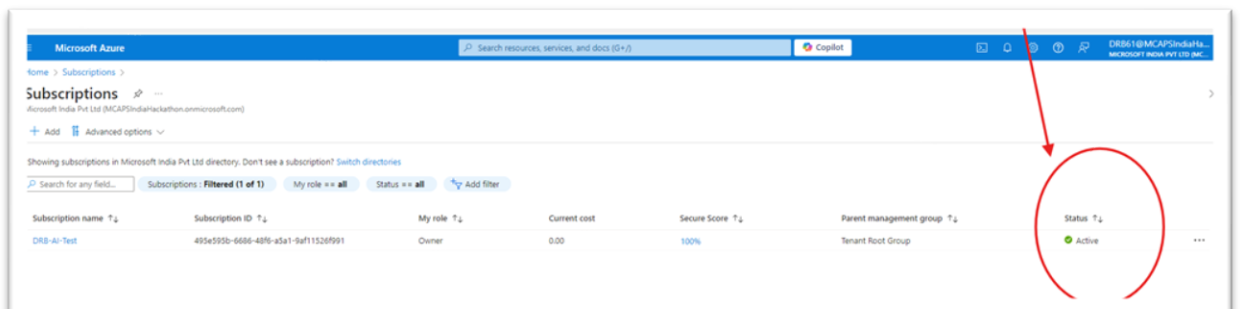 Microsoft Azure
Search resources, services, and docs (G+/)
Copilot
DRB61@MCAPSIndiaHa...
MICROSOFT INDIA PVT LTD (MC...
Home > Subscriptions >
Subscriptions ...
Microsoft India Pvt Ltd (MCAPSIndiaHackathon.onmicrosoft.com)
+ Add Advanced options
Showing subscriptions in Microsoft India Pvt Ltd directory. Don't see a subscription? Switch directories
Search for any field... Subscriptions : Filtered (1 of 1) My role == all Status == all Add filter
Subscription name ↑↓ Subscription ID ↑↓ My role ↑↓ Current cost Secure Score ↑↓ Parent management group ↑↓ Status ↑↓
DRB-AI-Test 495e595b-6686-48f6-a5a1-9af11526f991 Owner 0.00 100% Tenant Root Group Active ...